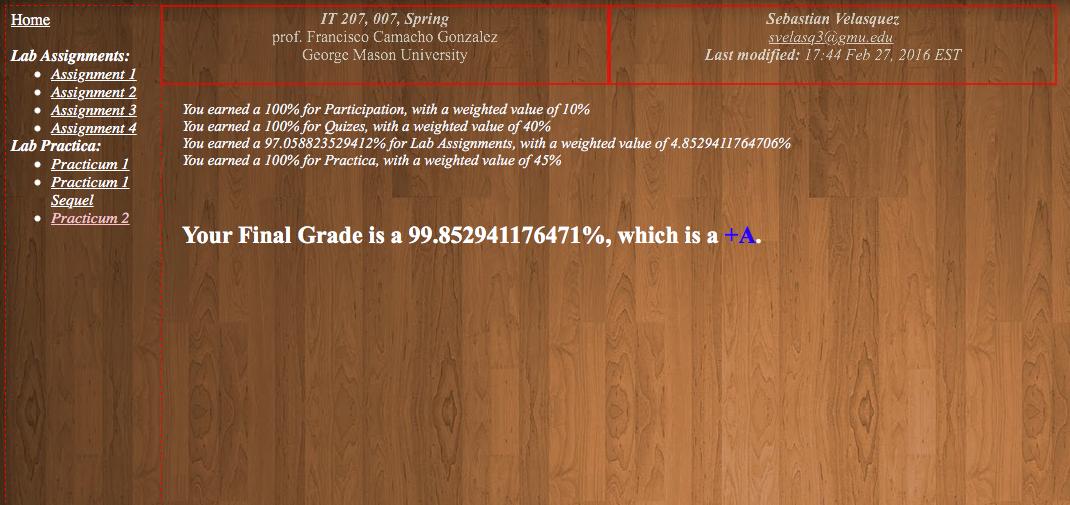 Home
Lab Assignments:
Assignment 1
Assignment 2
Assignment 3
Assignment 4
Lab Practica:
Practicum 1
Practicum 1
Sequel
Practicum 2
IT 207, 007, Spring
prof. Francisco Camacho Gonzalez
George Mason University
Sebastian Velasquez
svelasq3@gmu.edu
Last modified: 17:44 Feb 27, 2016 EST
You earned a 100% for Participation, with a weighted value of 10%
You earned a 100% for Quizes, with a weighted value of 40%
You earned a 97.058823529412% for Lab Assignments, with a weighted value of 4.8529411764706%
You earned a 100% for Practica, with a weighted value of 45%
Your Final Grade is a 99.852941176471%, which is a +A.